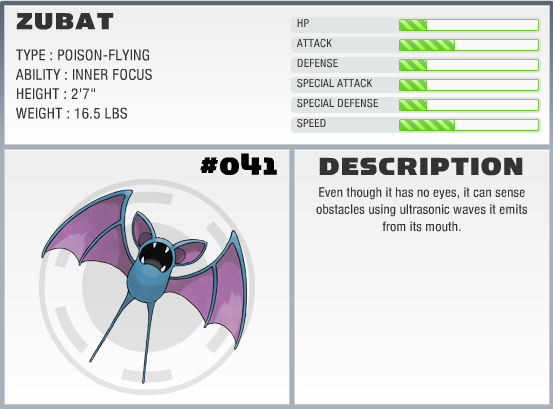 ZUBAT
TYPE : POISON-FLYING
ABILITY : INNER FOCUS
HEIGHT : 2'7"
WEIGHT : 16.5 LBS
HP
ATTACK
DEFENSE
SPECIAL ATTACK
SPECIAL DEFENSE
SPEED
#041
DESCRIPTION
Even though it has no eyes, it can sense
obstacles using ultrasonic waves it emits
from its mouth.